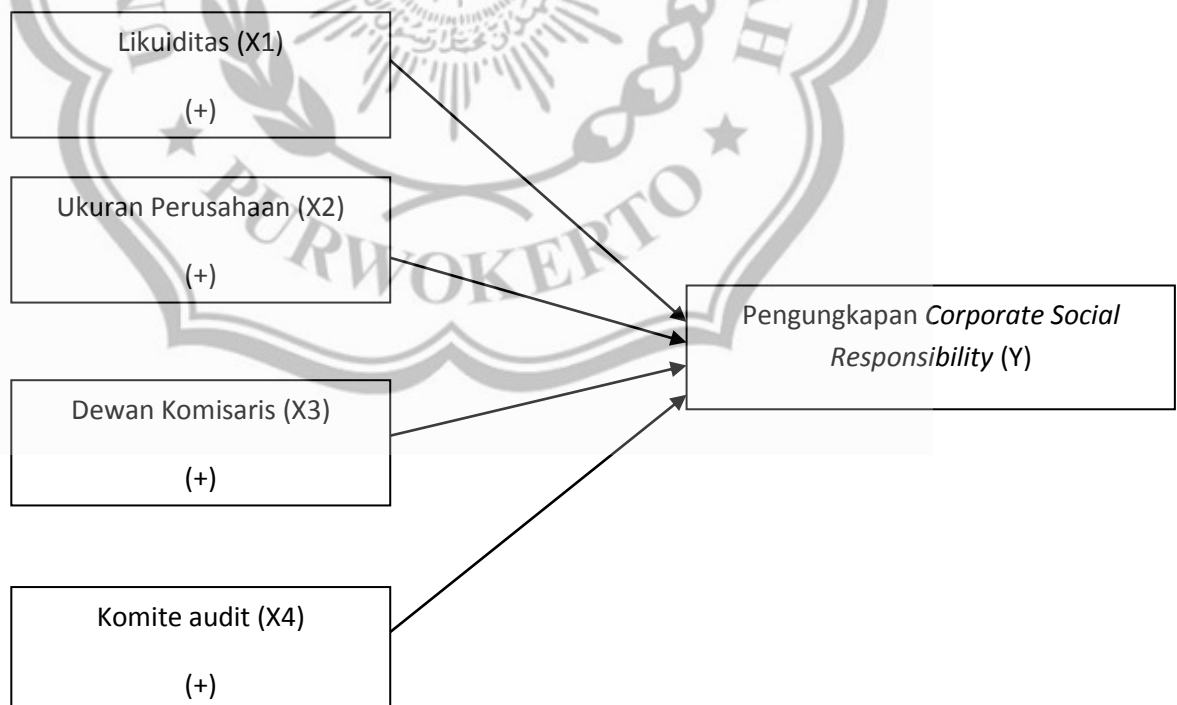 Likuiditas (X1)
(+)
Ukuran Perusahaan (X2)
(+)
PURWOKERTO
Pengungkapan Corporate Social
Responsibility (Y)
Dewan Komisaris (X3)
(+)
Komite audit (X4)
(+)